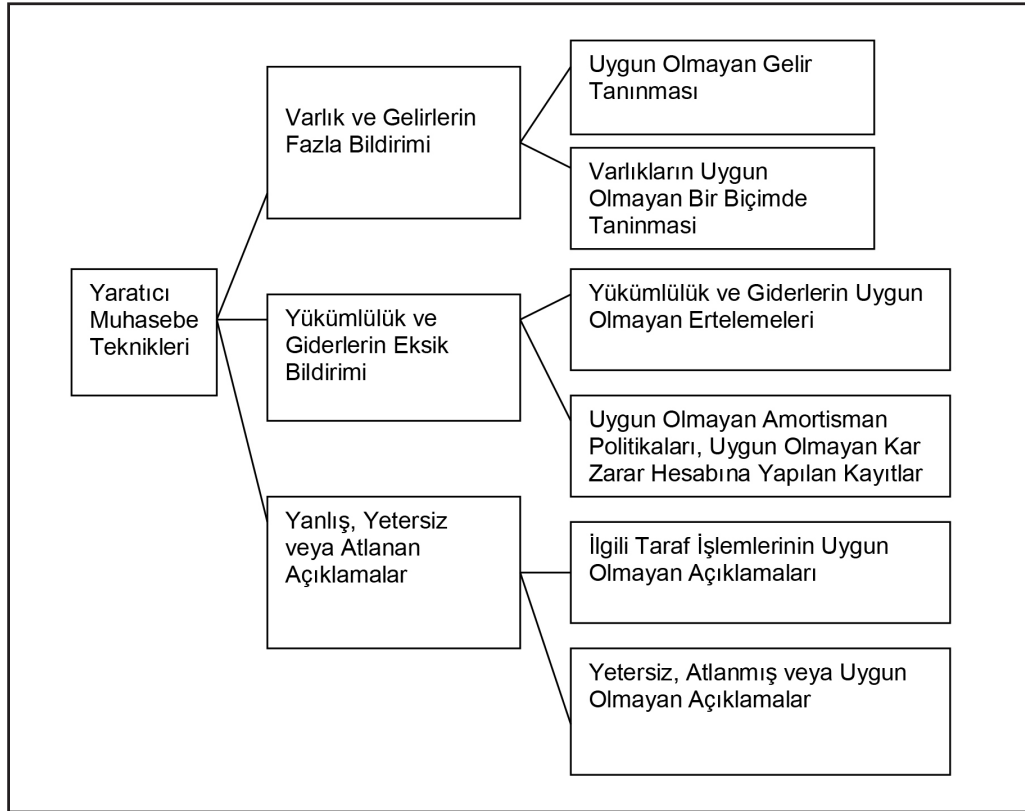 Yaratıcı
Muhasebe
Teknikleri
Varlık ve Gelirlerin
Fazla Bildirimi
Uygun Olmayan Gelir
Tanınması
Varlıkların Uygun
Olmayan Bir Biçimde
Taninmasi
Yükümlülük ve
Giderlerin Eksik
Bildirimi
Yükümlülük ve Giderlerin Uygun
Olmayan Ertelemeleri
Uygun Olmayan Amortisman
Politikaları, Uygun Olmayan Kar
Zarar Hesabına Yapılan Kayıtlar
Yanlış, Yetersiz
veya Atlanan
Açıklamalar
İlgili Taraf İşlemlerinin Uygun
Olmayan Açıklamaları
Yetersiz, Atlanmış veya Uygun
Olmayan Açıklamalar